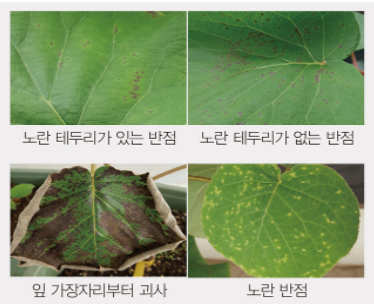 노란 테두리가 있는 반점
노란 테두리가 없는 반점
잎 가장자리부터 괴사
노란 반점